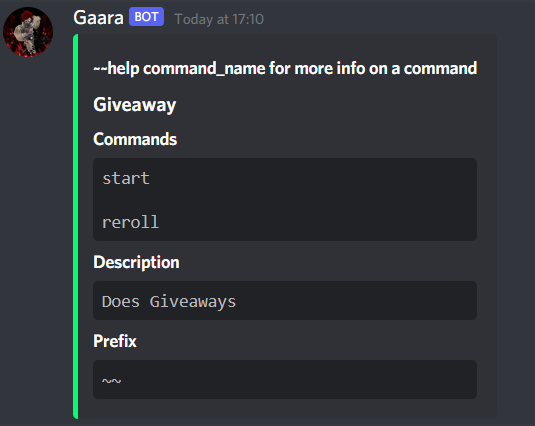 Gaara BOT Today at 17:10
~~help command_name for more info on a command
Giveaway
Commands
start
reroll
Description
Does Giveaways
Prefix
~~